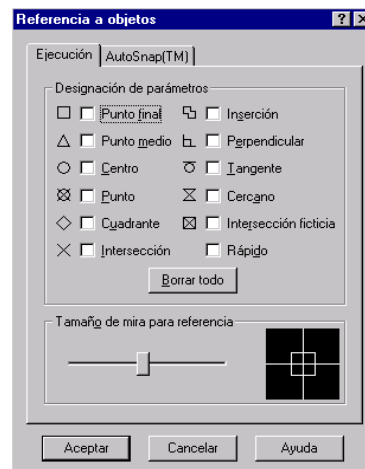 Referencia a objetos
Ejecución AutoSnap(TM)
Designación de parámetros
Punto final Inserción
Punto medio Perpendicular
Centro Tangente
Punto Cercano
Cuadrante Intersección ficticia
Intersección Rápido
Borrar todo
Tamaño de mira para referencia
Aceptar Cancelar Ayuda